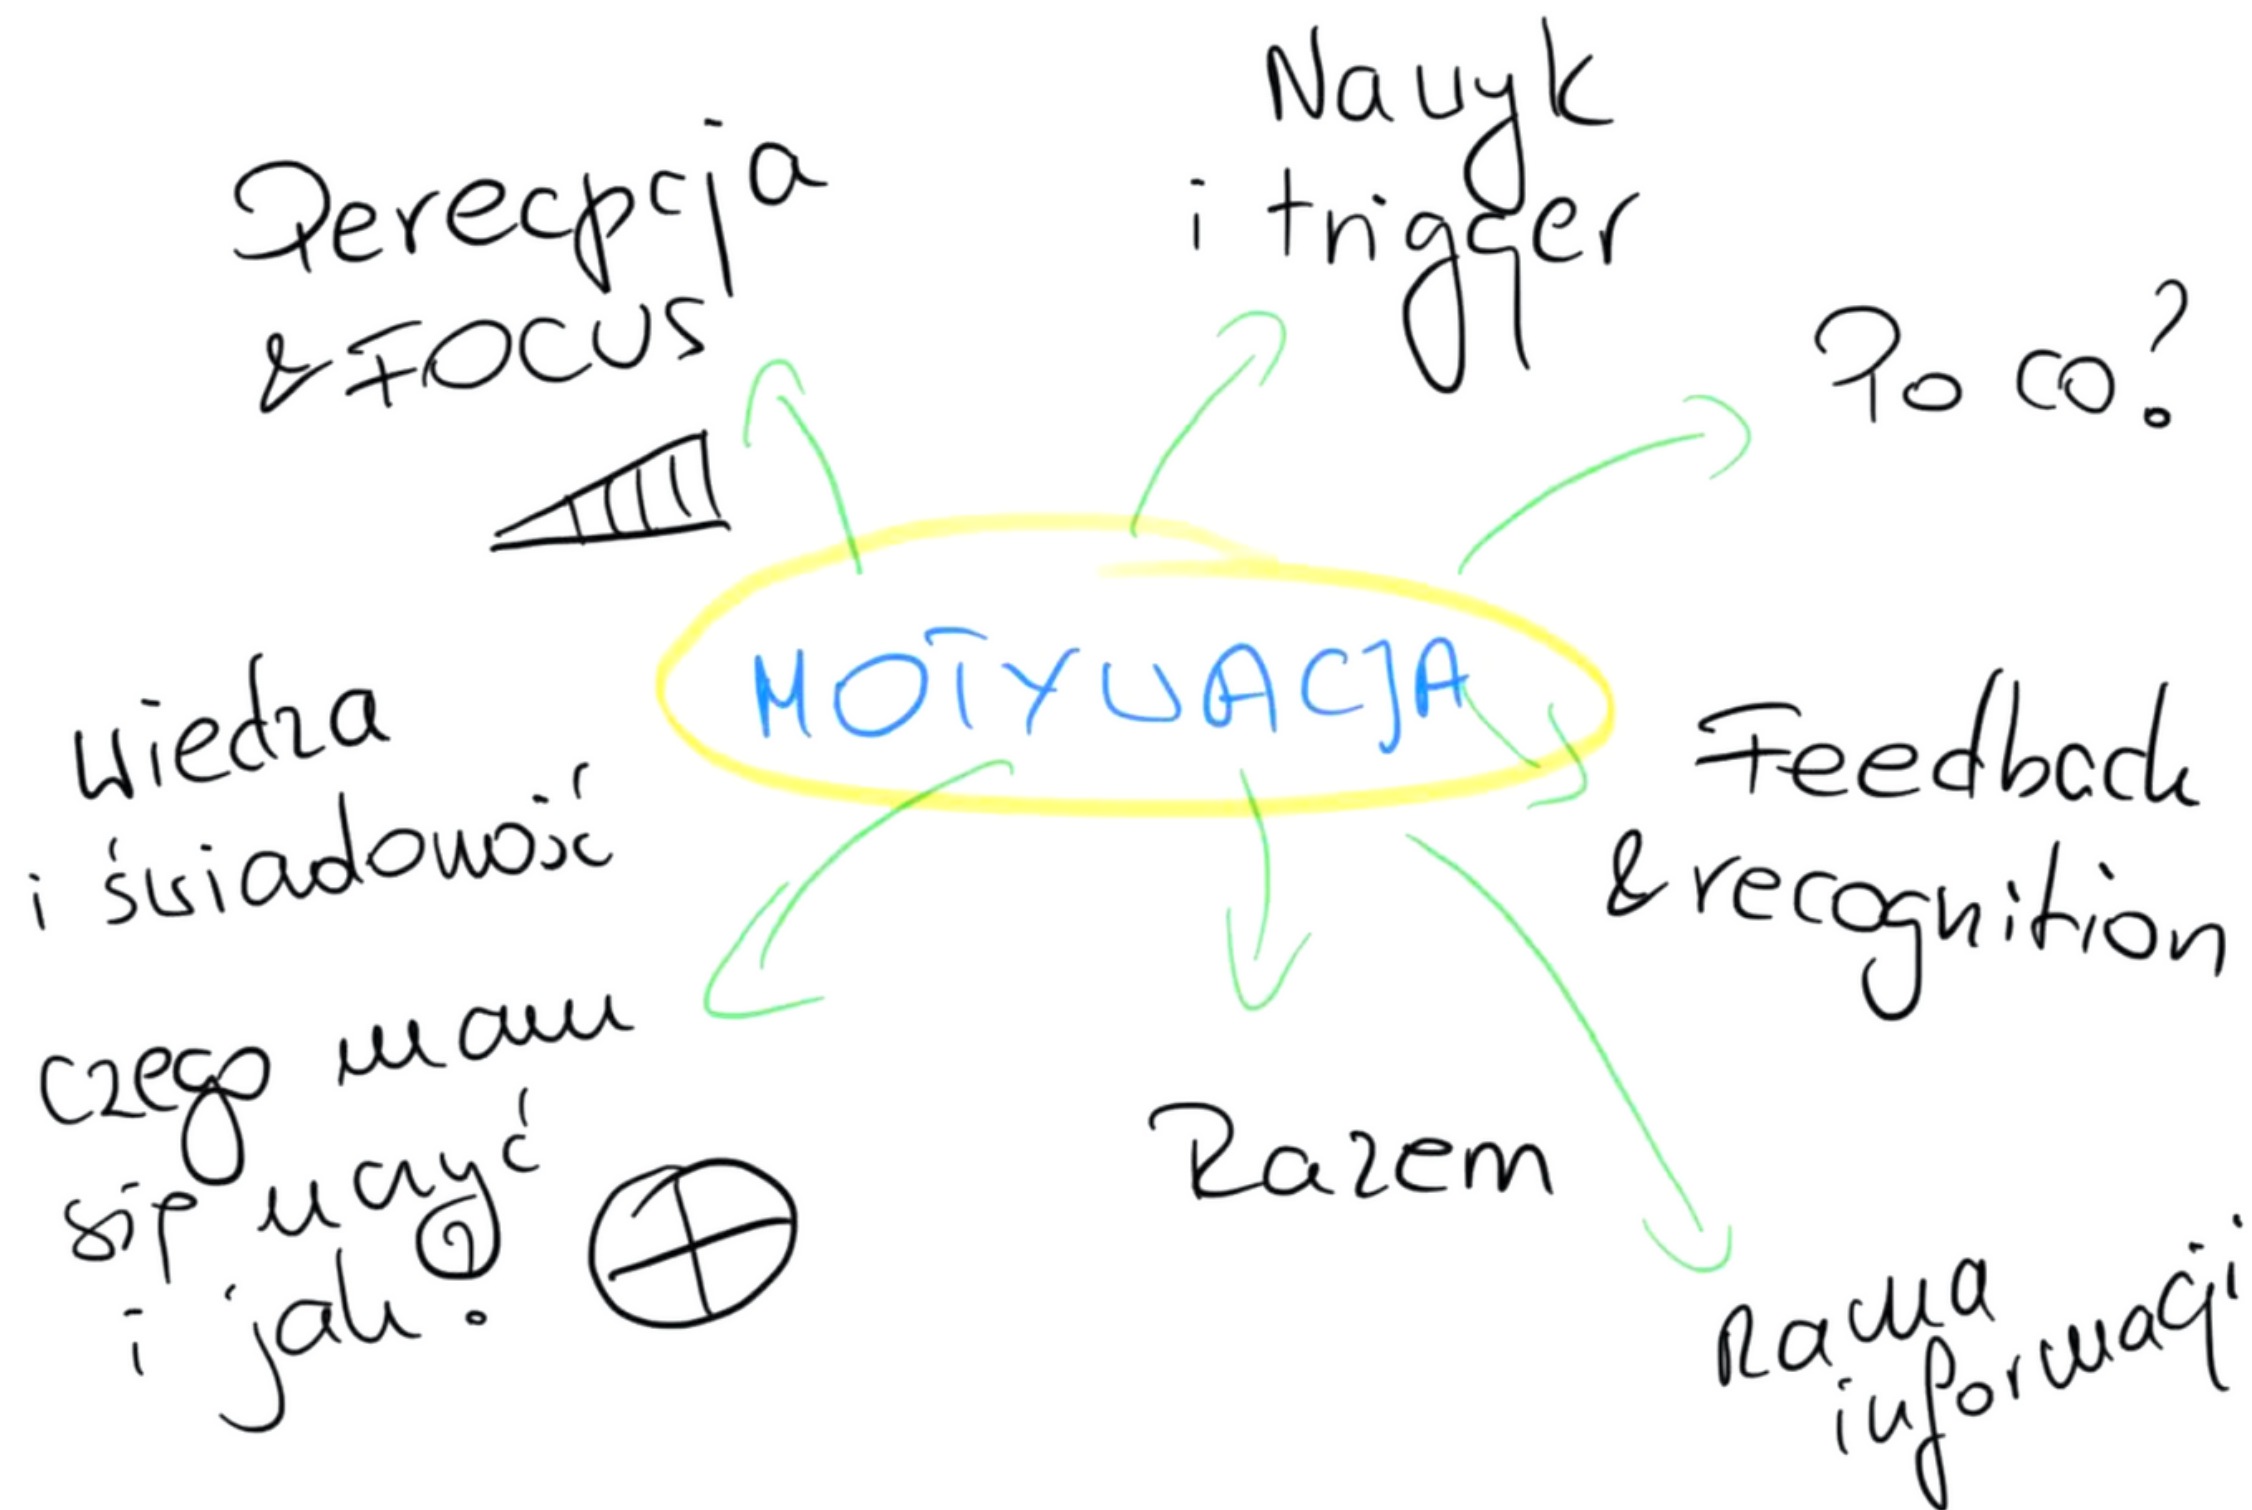 Perecpcja
& FOCUS
Nawyk
i trigger
Po co?
MOTYWACJA
Wiedza
i świadomość
czego mam
się uczyć
i jak?
Feedback
& recognition
Razem
Rama
informacji